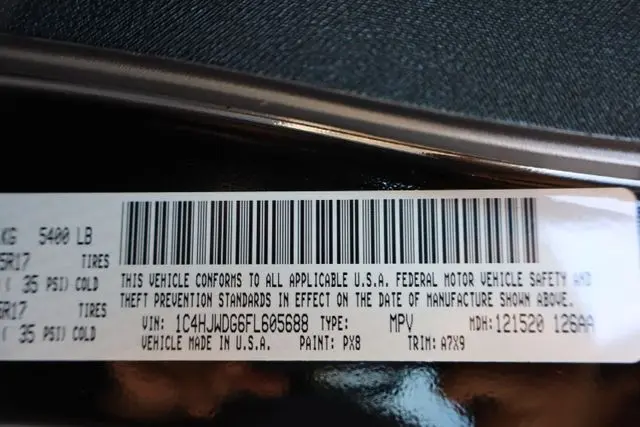 KG 5400 LB
5R17 TIRES
( 35 PSI) COLD
5R17 TIRES
( 35 PSI) COLD
THIS VEHICLE CONFORMS TO ALL APPLICABLE U.S.A. FEDERAL MOTOR VEHICLE SAFETY AND
THEFT PREVENTION STANDARDS IN EFFECT ON THE DATE OF MANUFACTURE SHOWN ABOVE.
VIN: 1C4HJWDG6FL605688 TYPE: MPV MDH: 121520 126AA
VEHICLE MADE IN U.S.A. PAINT: PX8 TRIM: A7X9